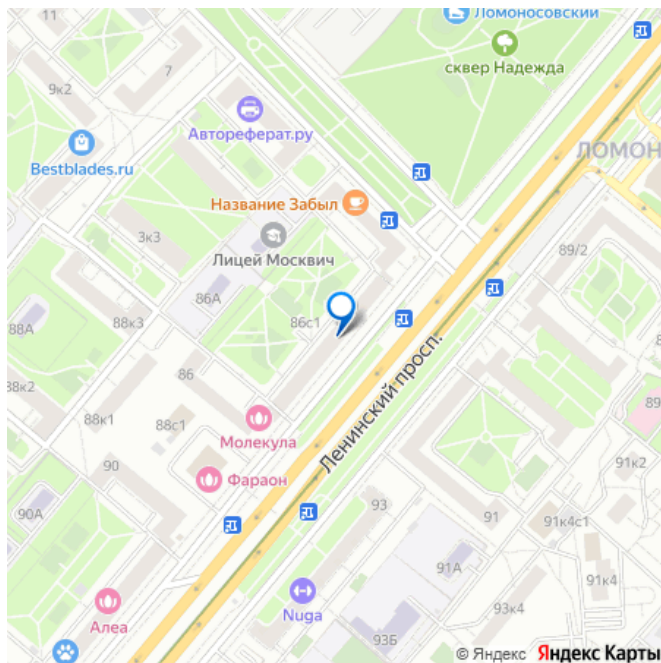 11
Ломоносовский
сквер Надежда
7
9к2
Автореферат.ру
ЛОМОН
Bestblades.ru
Название Забыл
3к3
Лицей Москвич
89/2
86А
86с1
88А
88к3
Ленинский просп.
88к2
86
89
88к1
88с1
Молекула
90
Фараон
91к2
90А
93
91
91к4с1
91А
91к4
Nuga
93к4
Алеа
93Б
© Яндекс Яндекс Карты